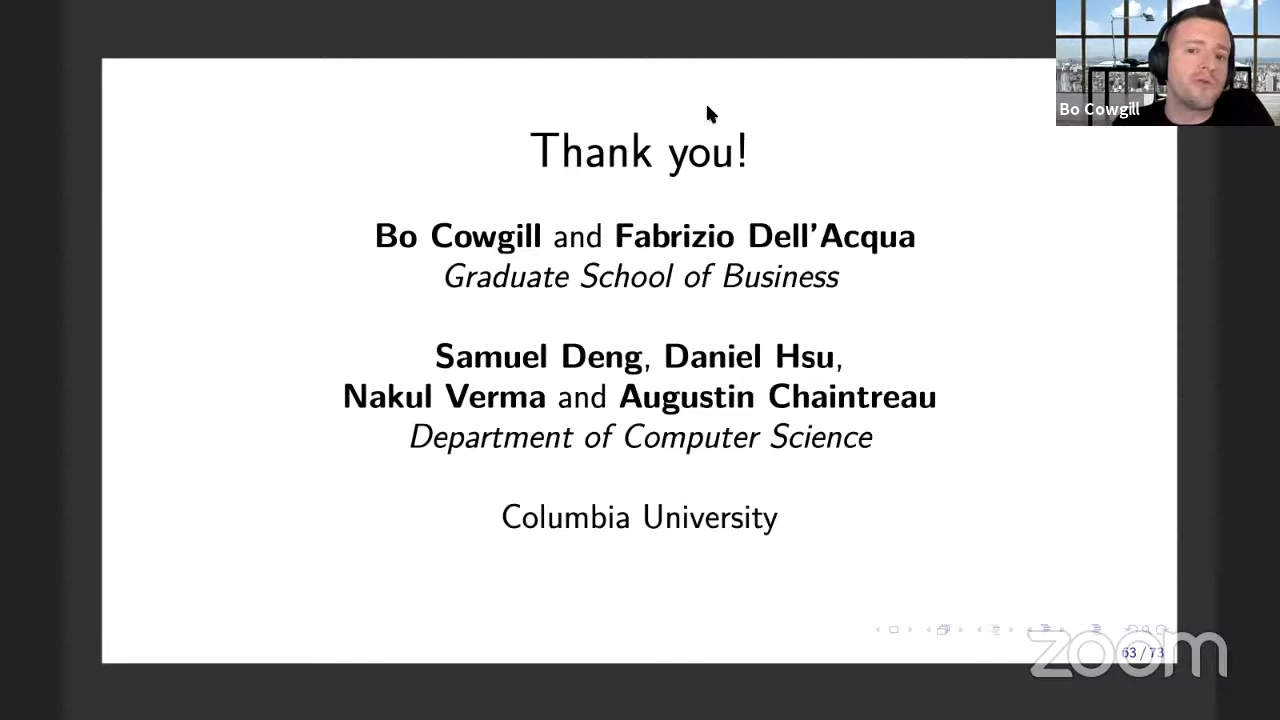 Bo Cowgill
Thank you!
Bo Cowgill and Fabrizio Dell'Acqua
Graduate School of Business
Samuel Deng, Daniel Hsu,
Nakul Verma and Augustin Chaintreau
Department of Computer Science
Columbia University
63 / 73
zoom